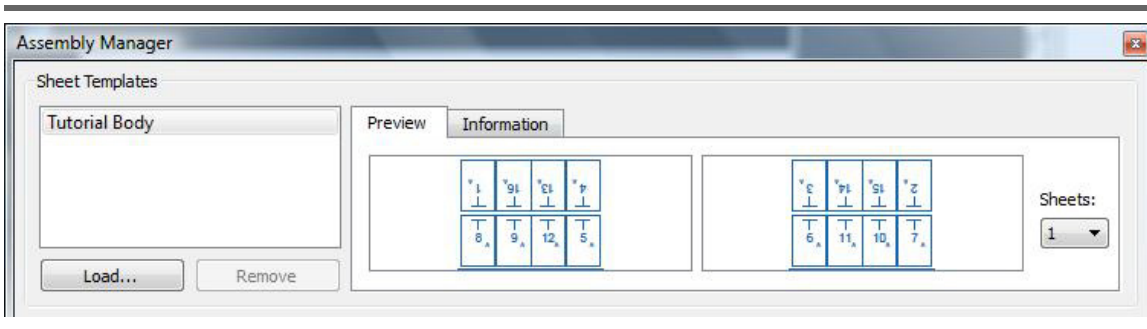 Assembly Manager
Sheet Templates
Tutorial Body
Preview
Information
1 16 13 4
8 9 12 5
3 14 15 2
6 11 10 7
Sheets:
1
Load...
Remove